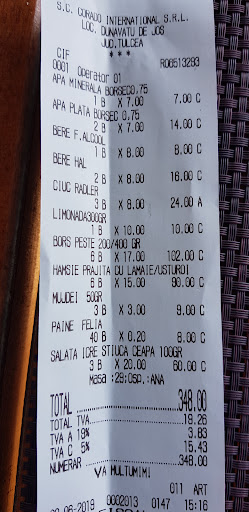 S.C. CORADO INTERNATIONAL S.R.L.
LOC. DUNAVATU DE JOS
JUD.TULCEA
* * *
CIF RO6513293
0001 Operator 01
APA MINERALA BORSEC0.75
1 B X 7.00 7.00 C
APA PLATA BORSEC 0.75
2 B X 7.00 14.00 C
BERE F.ALCOOL
1 B X 8.00 8.00 C
BERE HAL
2 B X 8.00 16.00 C
CIUC RADLER
3 B X 8.00 24.00 A
LIMONADA300GR
1 B X 10.00 10.00 C
BORS PESTE 200/400 GR
6 B X 17.00 102.00 C
HAMSIE PRAJITA CU LAMAIE/USTUROI
6 B X 15.00 90.00 C
MUJDEI 50GR
3 B X 3.00 9.00 C
PAINE FELIA
40 B X 0.20 8.00 C
SALATA ICRE STIUCA CEAPA 100GR
3 B X 20.00 60.00 C
Masa :29:Osp.:ANA
TOTAL 348.00
TOTAL TVA 19.26
TVA A 19% 3.83
TVA C 5% 15.43
NUMERAR 348.00
VA MULTUMIM!
011 ART
06-2019 0002013 0147 15:16